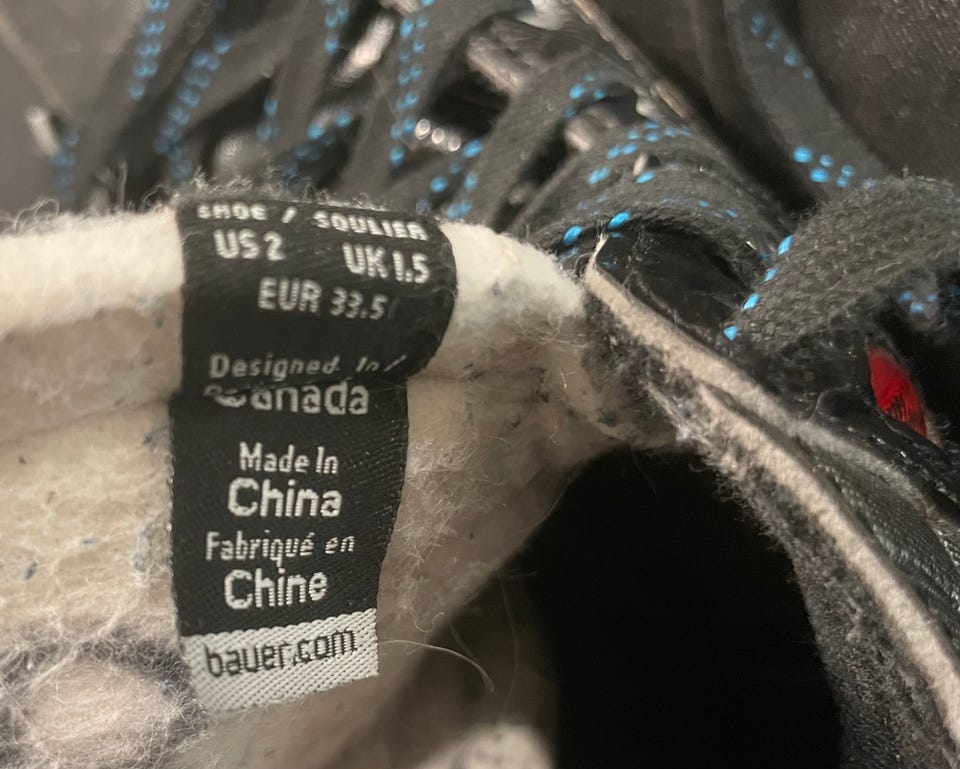 SHOE / SOULIER
US 2 UK 1.5
EUR 33.5
Designed In /
Canada
Made In
China
Fabriqué en
Chine
bauer.com